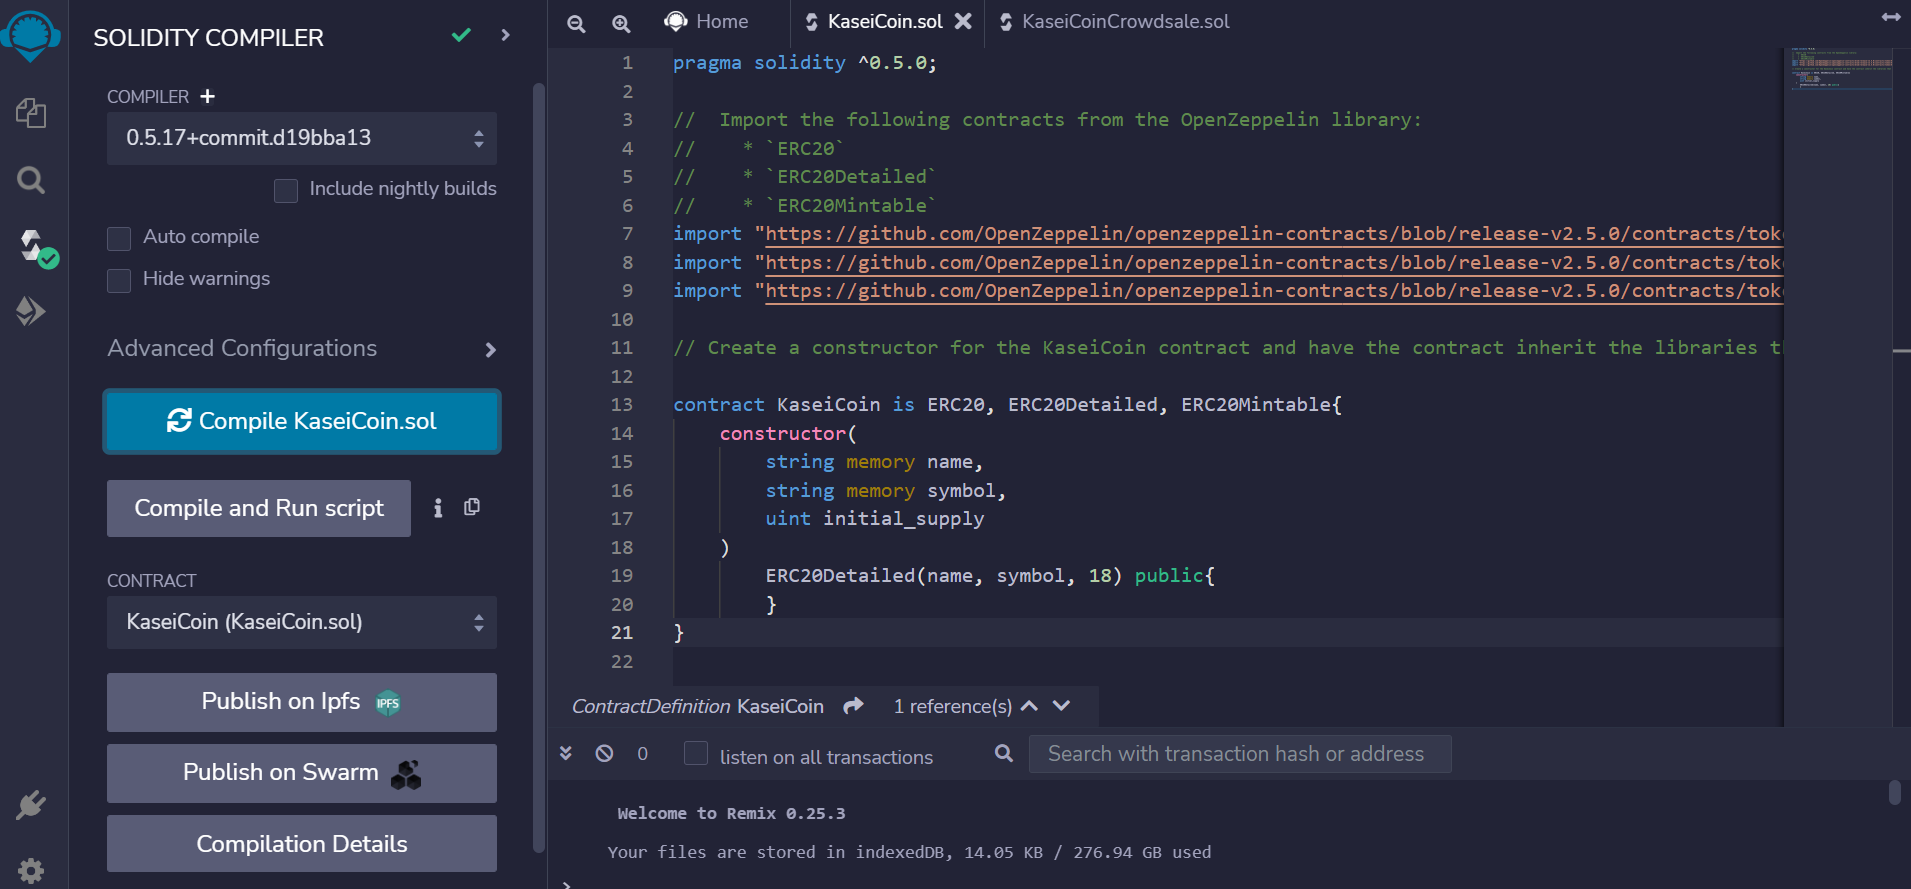 SOLIDITY COMPILER
COMPILER +
0.5.17+commit.d19bba13
Include nightly builds
Auto compile
Hide warnings
Advanced Configurations
Compile KaseiCoin.sol
Compile and Run script
CONTRACT
KaseiCoin (KaseiCoin.sol)
Publish on Ipfs IPFS
Publish on Swarm
Compilation Details
Home KaseiCoin.sol KaseiCoinCrowdsale.sol
1 pragma solidity ^0.5.0;
2
3 //  Import the following contracts from the OpenZeppelin library:
4 //    * `ERC20`
5 //    * `ERC20Detailed`
6 //    * `ERC20Mintable`
7 import "https://github.com/OpenZeppelin/openzeppelin-contracts/blob/release-v2.5.0/contracts/tok
8 import "https://github.com/OpenZeppelin/openzeppelin-contracts/blob/release-v2.5.0/contracts/tok
9 import "https://github.com/OpenZeppelin/openzeppelin-contracts/blob/release-v2.5.0/contracts/tok
10
11 // Create a constructor for the KaseiCoin contract and have the contract inherit the libraries
12
13 contract KaseiCoin is ERC20, ERC20Detailed, ERC20Mintable{
14     constructor(
15         string memory name,
16         string memory symbol,
17         uint initial_supply
18     )
19         ERC20Detailed(name, symbol, 18) public{
20         }
21 }
22
ContractDefinition KaseiCoin 1 reference(s)
0 listen on all transactions Search with transaction hash or address
Welcome to Remix 0.25.3
Your files are stored in indexedDB, 14.05 KB / 276.94 GB used
>